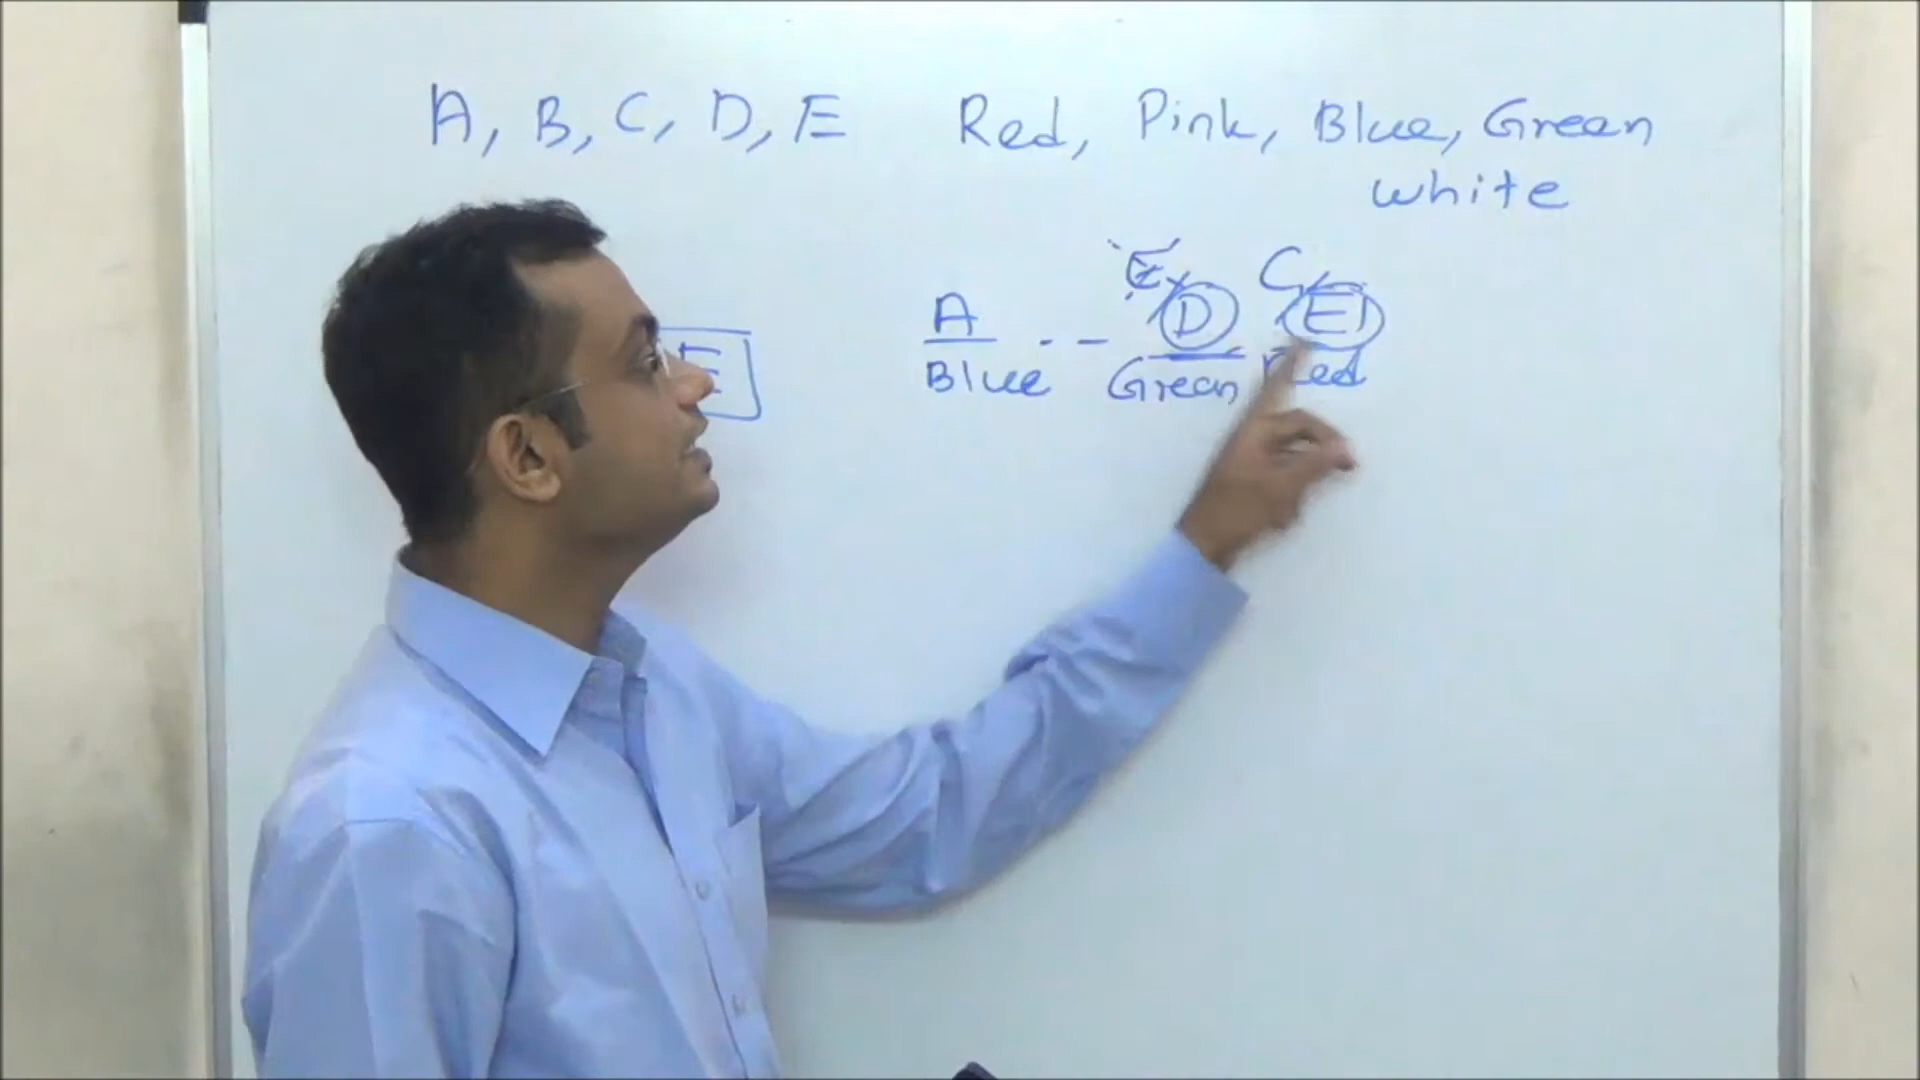 A, B, C, D, E Red, Pink, Blue, Green
white
E C
A -- D E
Blue Green Red
E